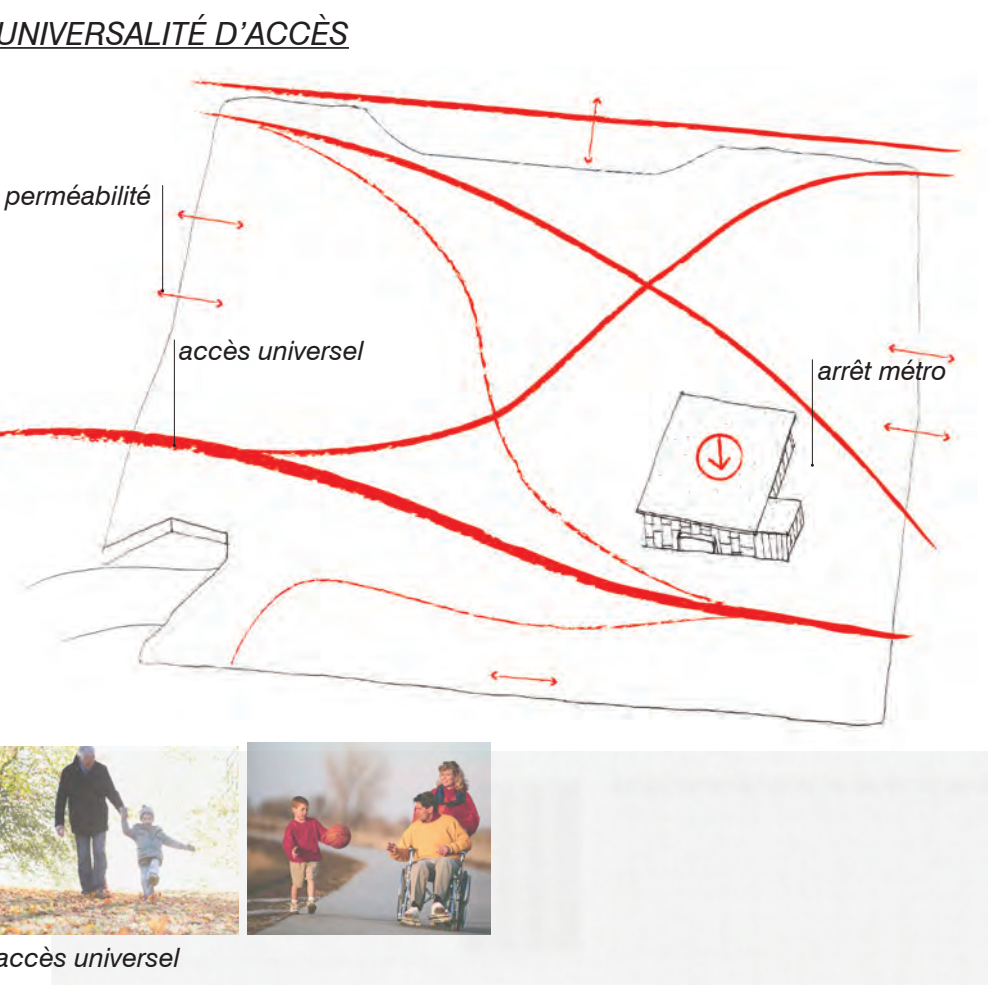 UNIVERSALITÉ D'ACCÈS
perméabilité
accès universel
arrêt métro
accès universel